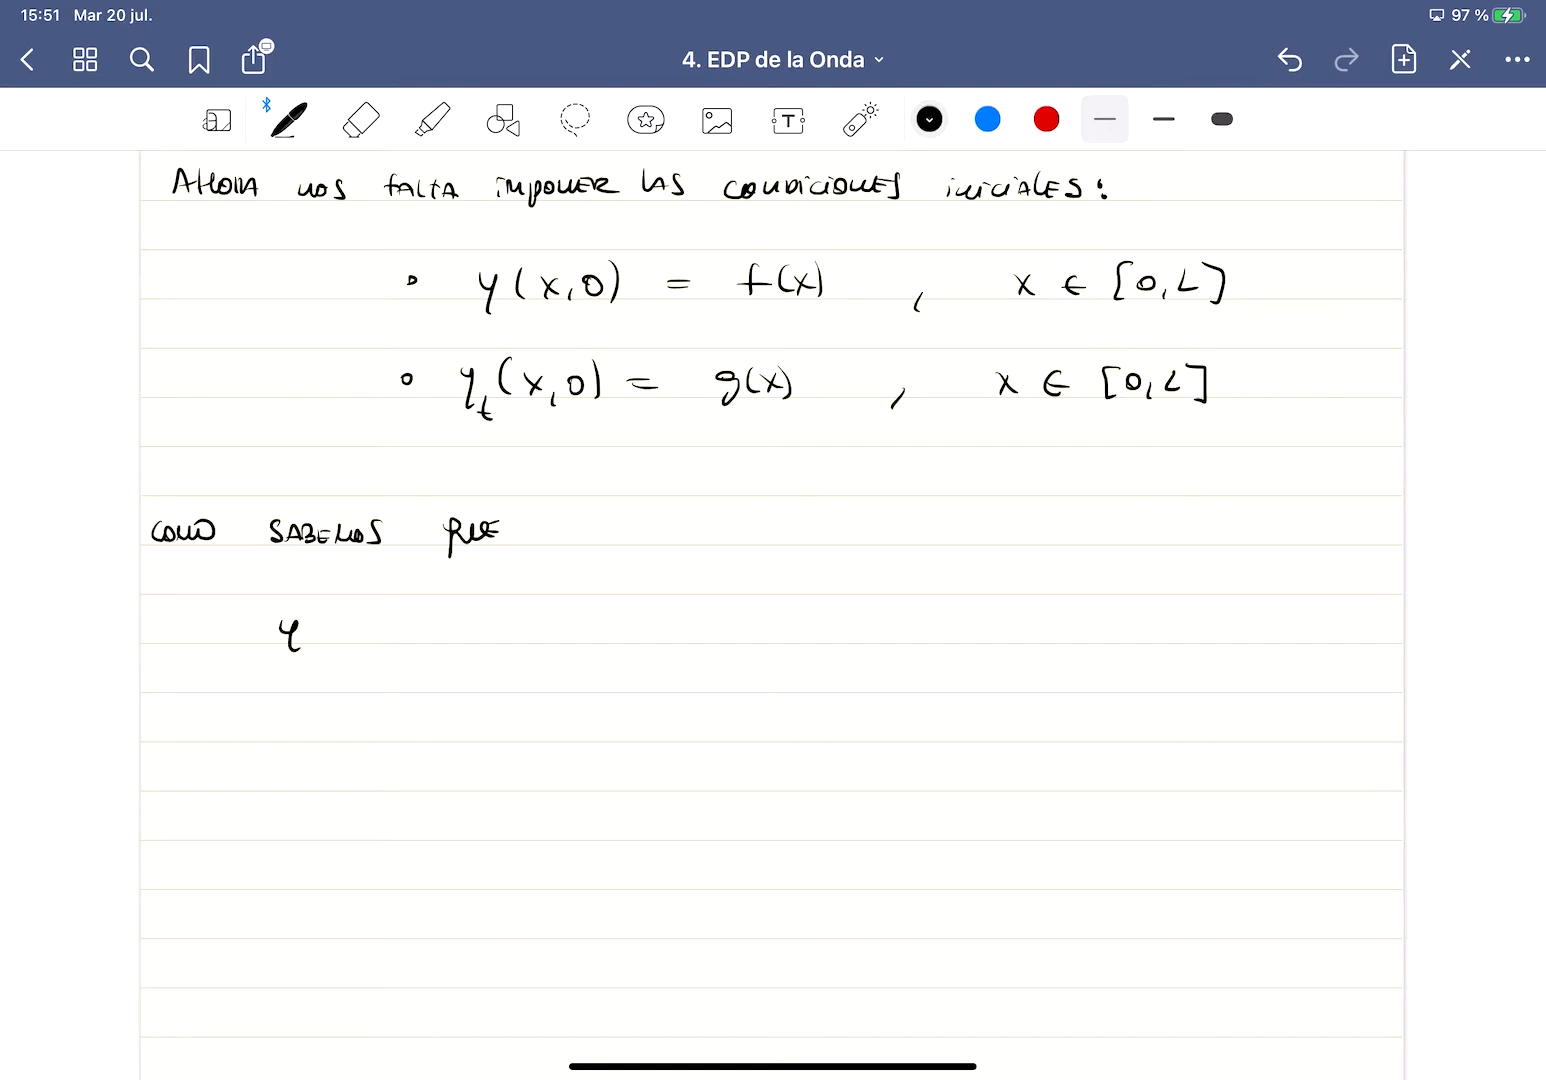 15:51 Mar 20 jul. 97 %
4. EDP de la Onda
T
AHORA NOS FALTA IMPONER LAS CONDICIONES INICIALES:
∘ y(x,0) = f(x) , x ∈ [0,L]
∘ y_t(x,0) = g(x) , x ∈ [0,L]
COMO SABEMOS QUE
y